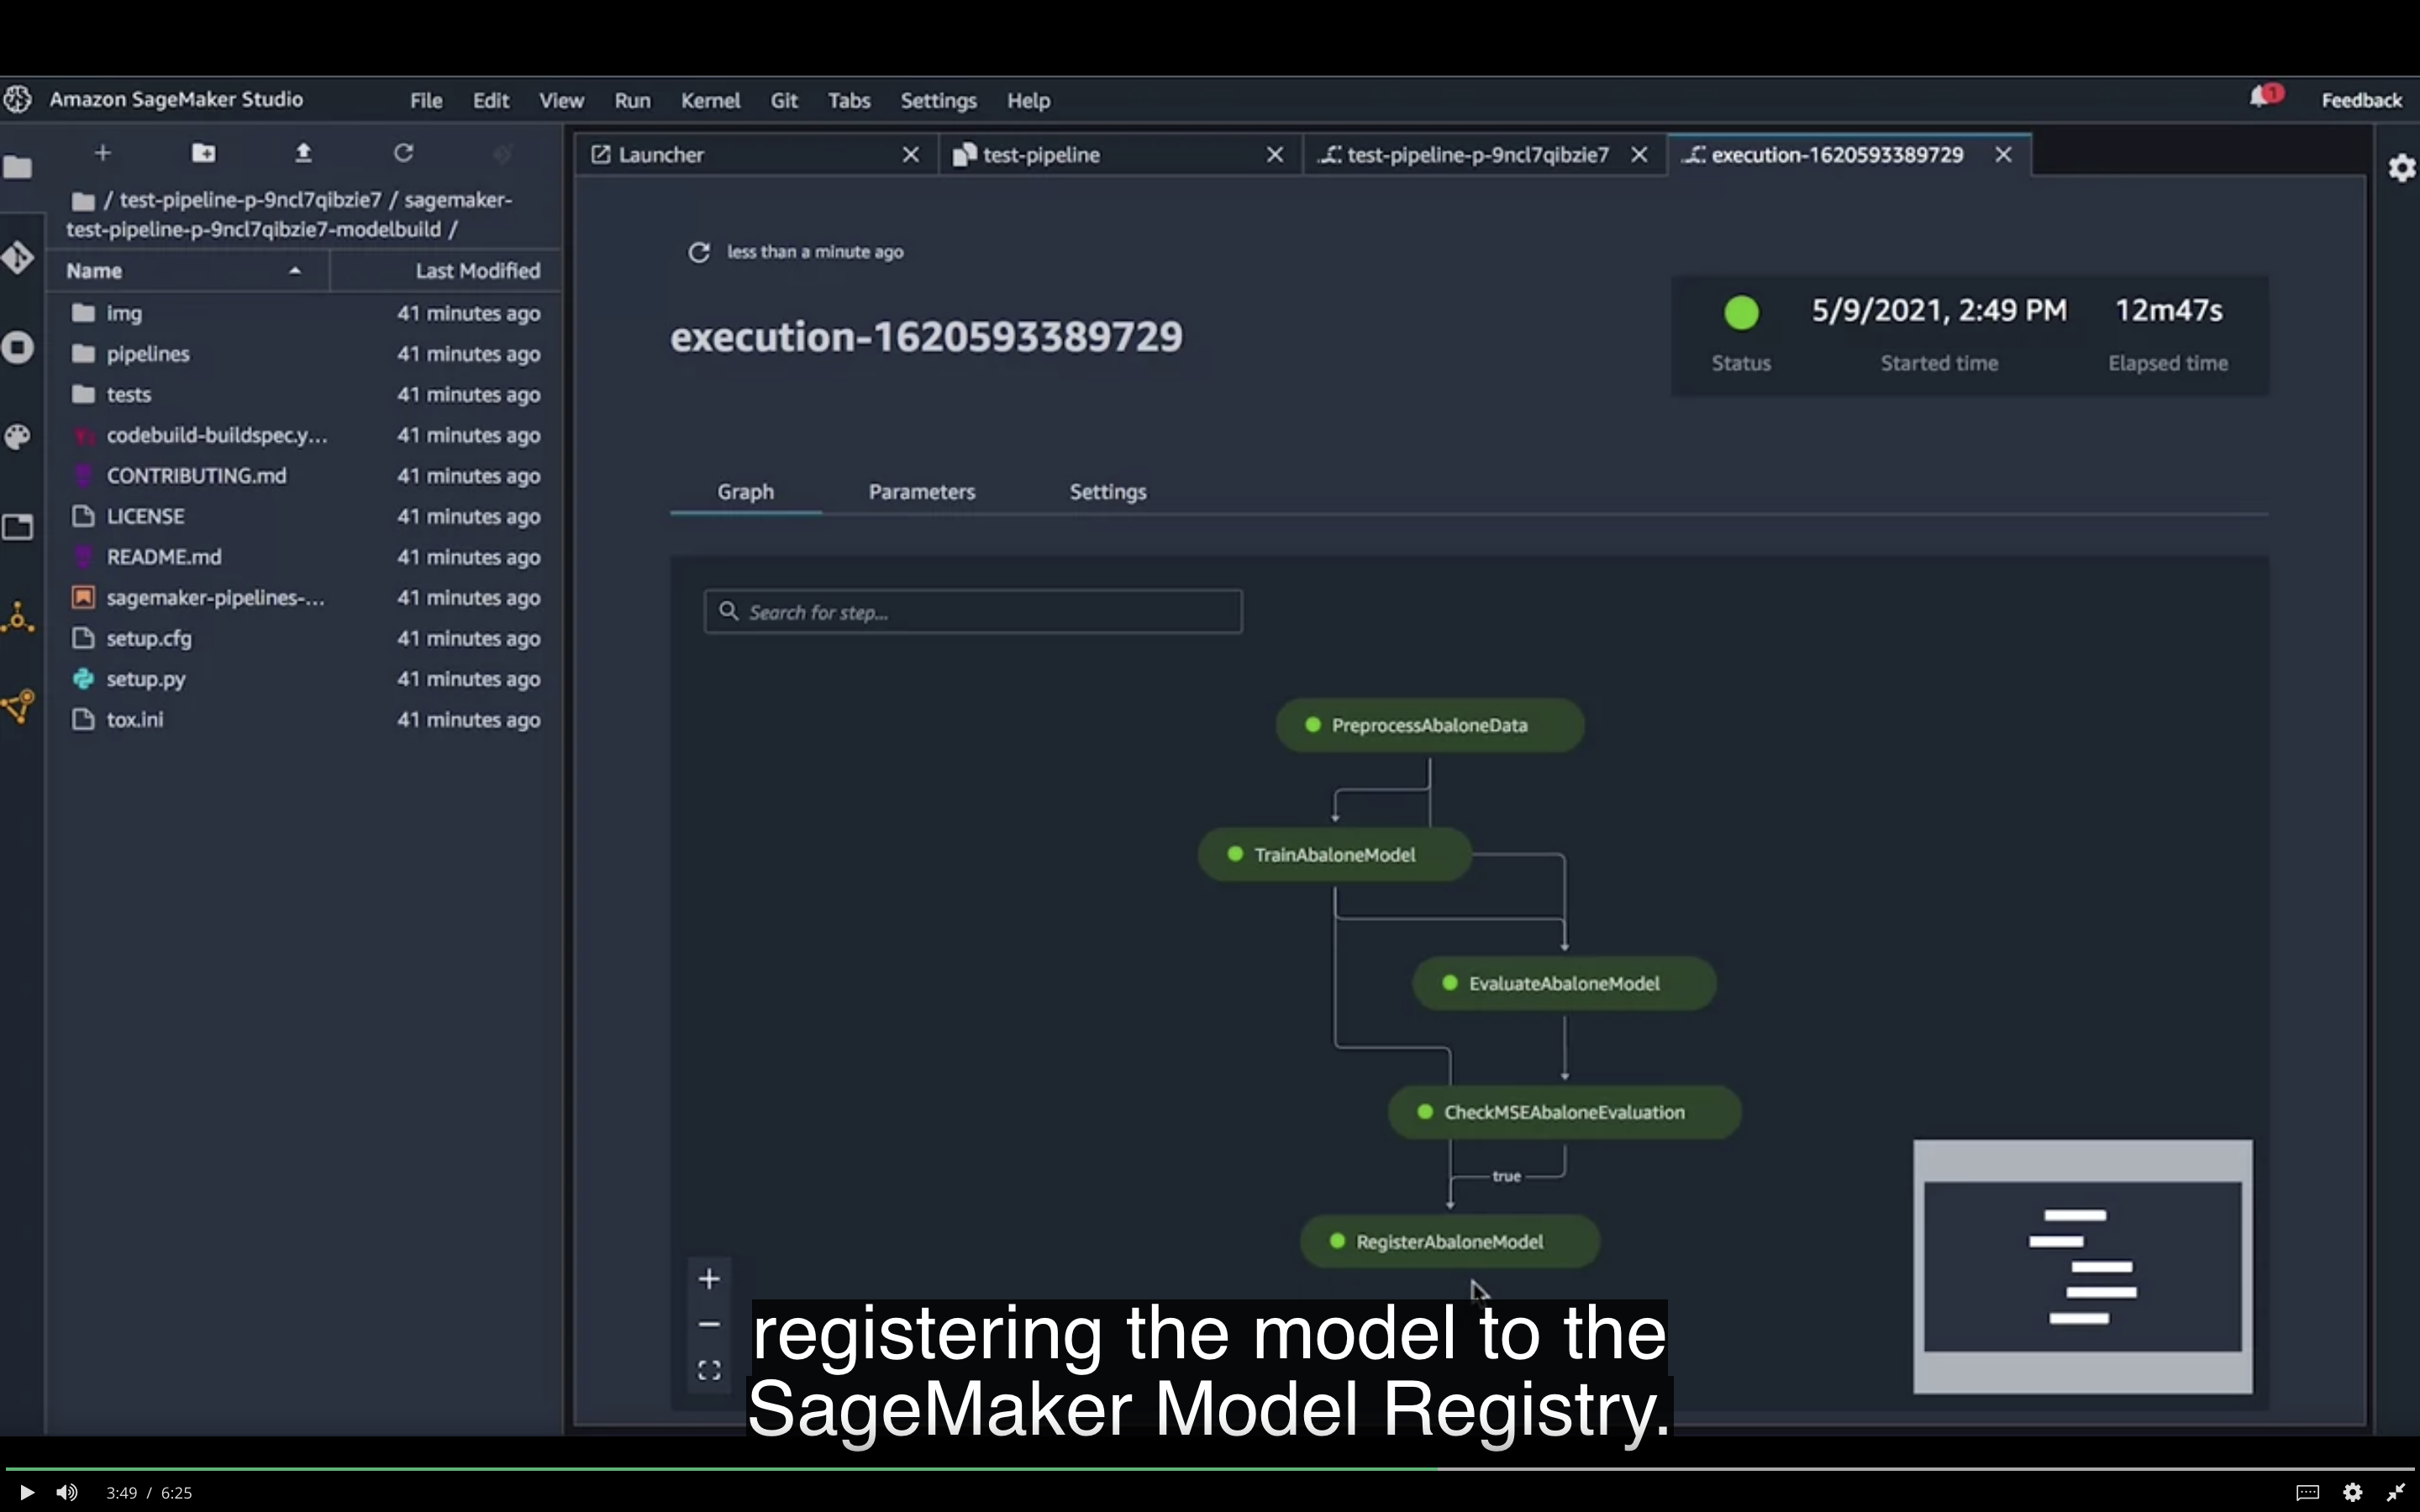 Amazon SageMaker Studio
File Edit View Run Kernel Git Tabs Settings Help
1
Feedback
/ test-pipeline-p-9ncl7qibzie7 / sagemaker-
test-pipeline-p-9ncl7qibzie7-modelbuild /
Name Last Modified
img 41 minutes ago
pipelines 41 minutes ago
tests 41 minutes ago
codebuild-buildspec.y... 41 minutes ago
CONTRIBUTING.md 41 minutes ago
LICENSE 41 minutes ago
README.md 41 minutes ago
sagemaker-pipelines-... 41 minutes ago
setup.cfg 41 minutes ago
setup.py 41 minutes ago
tox.ini 41 minutes ago
Launcher
test-pipeline
test-pipeline-p-9ncl7qibzie7
execution-1620593389729
less than a minute ago
execution-1620593389729
5/9/2021, 2:49 PM 12m47s
Status Started time Elapsed time
Graph Parameters Settings
Search for step...
PreprocessAbaloneData
TrainAbaloneModel
EvaluateAbaloneModel
CheckMSEAbaloneEvaluation
true
RegisterAbaloneModel
registering the model to the
SageMaker Model Registry.
3:49 / 6:25